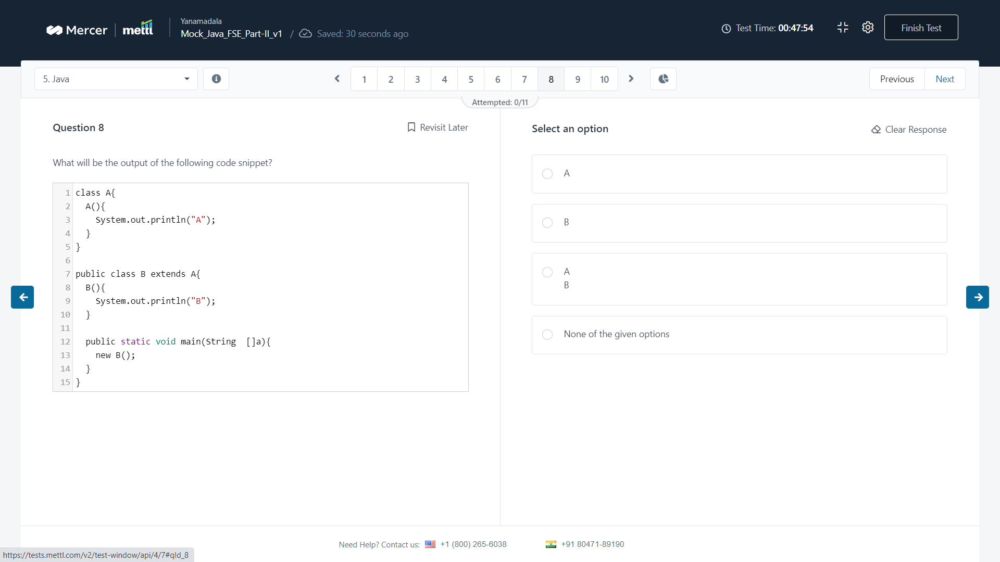 Mercer mettl
Yanamadala
Mock_Java_FSE_Part-II_v1 / Saved: 30 seconds ago
Test Time: 00:47:54
Finish Test
5. Java
1 2 3 4 5 6 7 8 9 10
Previous Next
Attempted: 0/11
Question 8
Revisit Later
What will be the output of the following code snippet?
1 class A{
2   A(){
3     System.out.println("A");
4   }
5 }
6
7 public class B extends A{
8   B(){
9     System.out.println("B");
10   }
11
12   public static void main(String  []a){
13     new B();
14   }
15 }
Select an option
Clear Response
A
B
A
B
None of the given options
Need Help? Contact us: +1 (800) 265-6038 +91 80471-89190
https://tests.mettl.com/v2/test-window/api/4/7#qId_8